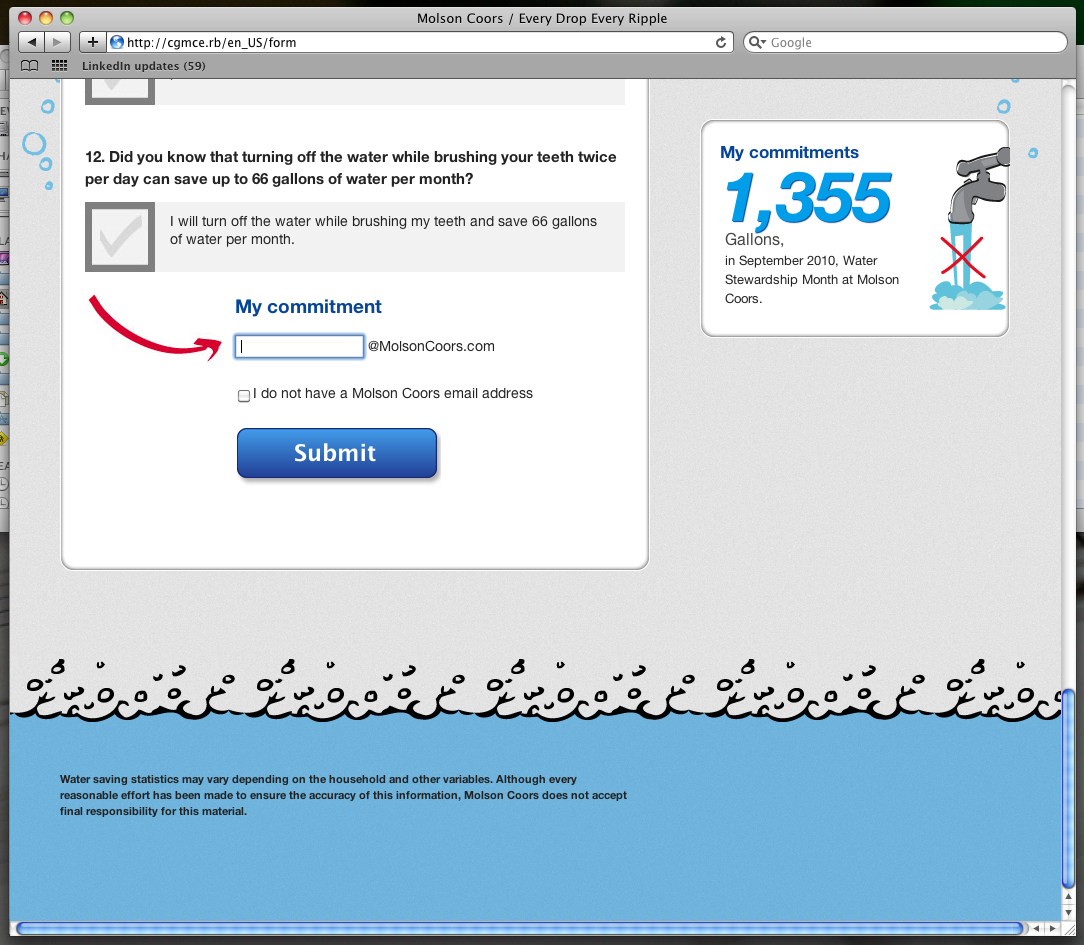 Molson Coors / Every Drop Every Ripple
http://cgmce.rb/en_US/form
Google
LinkedIn updates (59)
12. Did you know that turning off the water while brushing your teeth twice
per day can save up to 66 gallons of water per month?
I will turn off the water while brushing my teeth and save 66 gallons
of water per month.
My commitment
@MolsonCoors.com
I do not have a Molson Coors email address
Submit
My commitments
1,355
Gallons,
in September 2010, Water
Stewardship Month at Molson
Coors.
Water saving statistics may vary depending on the household and other variables. Although every
reasonable effort has been made to ensure the accuracy of this information, Molson Coors does not accept
final responsibility for this material.